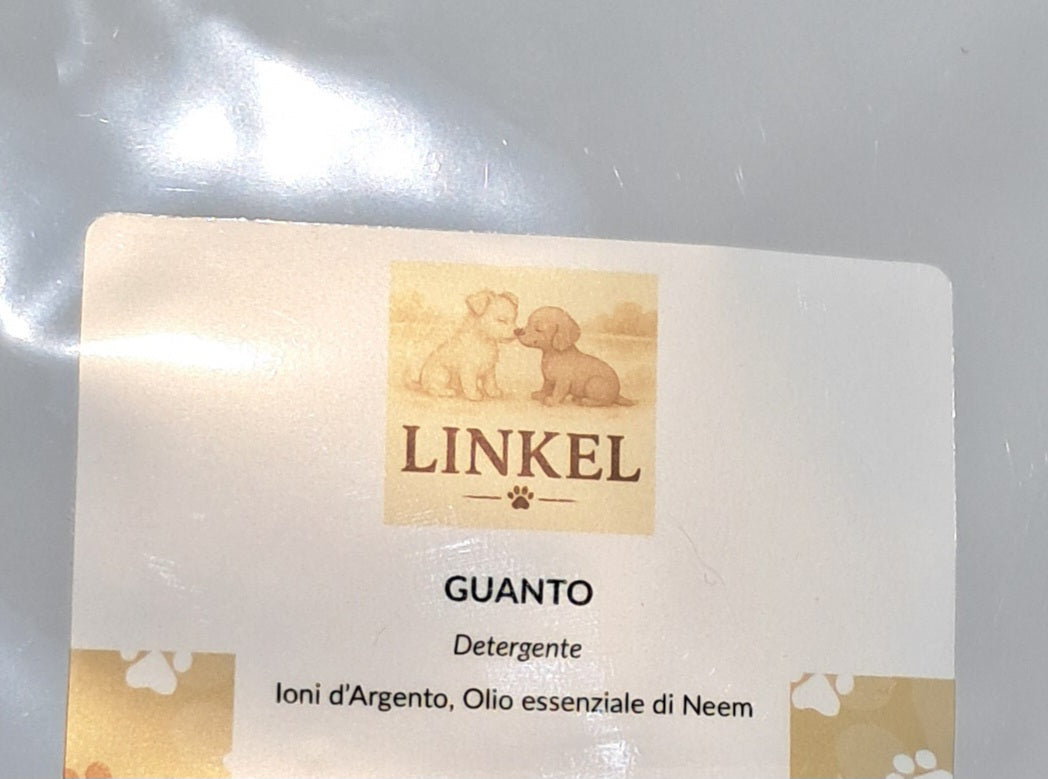 LINKEL
GUANTO
Detergente
Ioni d'Argento, Olio essenziale di Neem